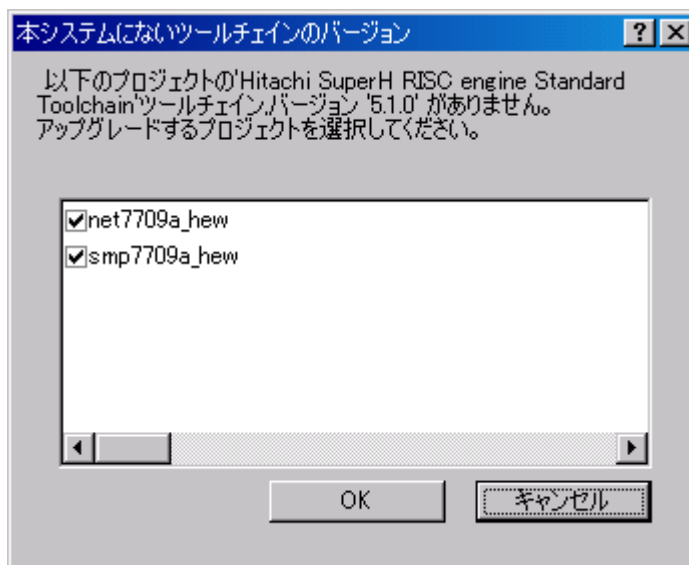 本システムにないツールチェインのバージョン
以下のプロジェクトの'Hitachi SuperH RISC engine Standard
Toolchain'ツールチェイン,バージョン '5.1.0' がありません。
アップグレードするプロジェクトを選択してください。
net7709a_hew
smp7709a_hew
OK
キャンセル